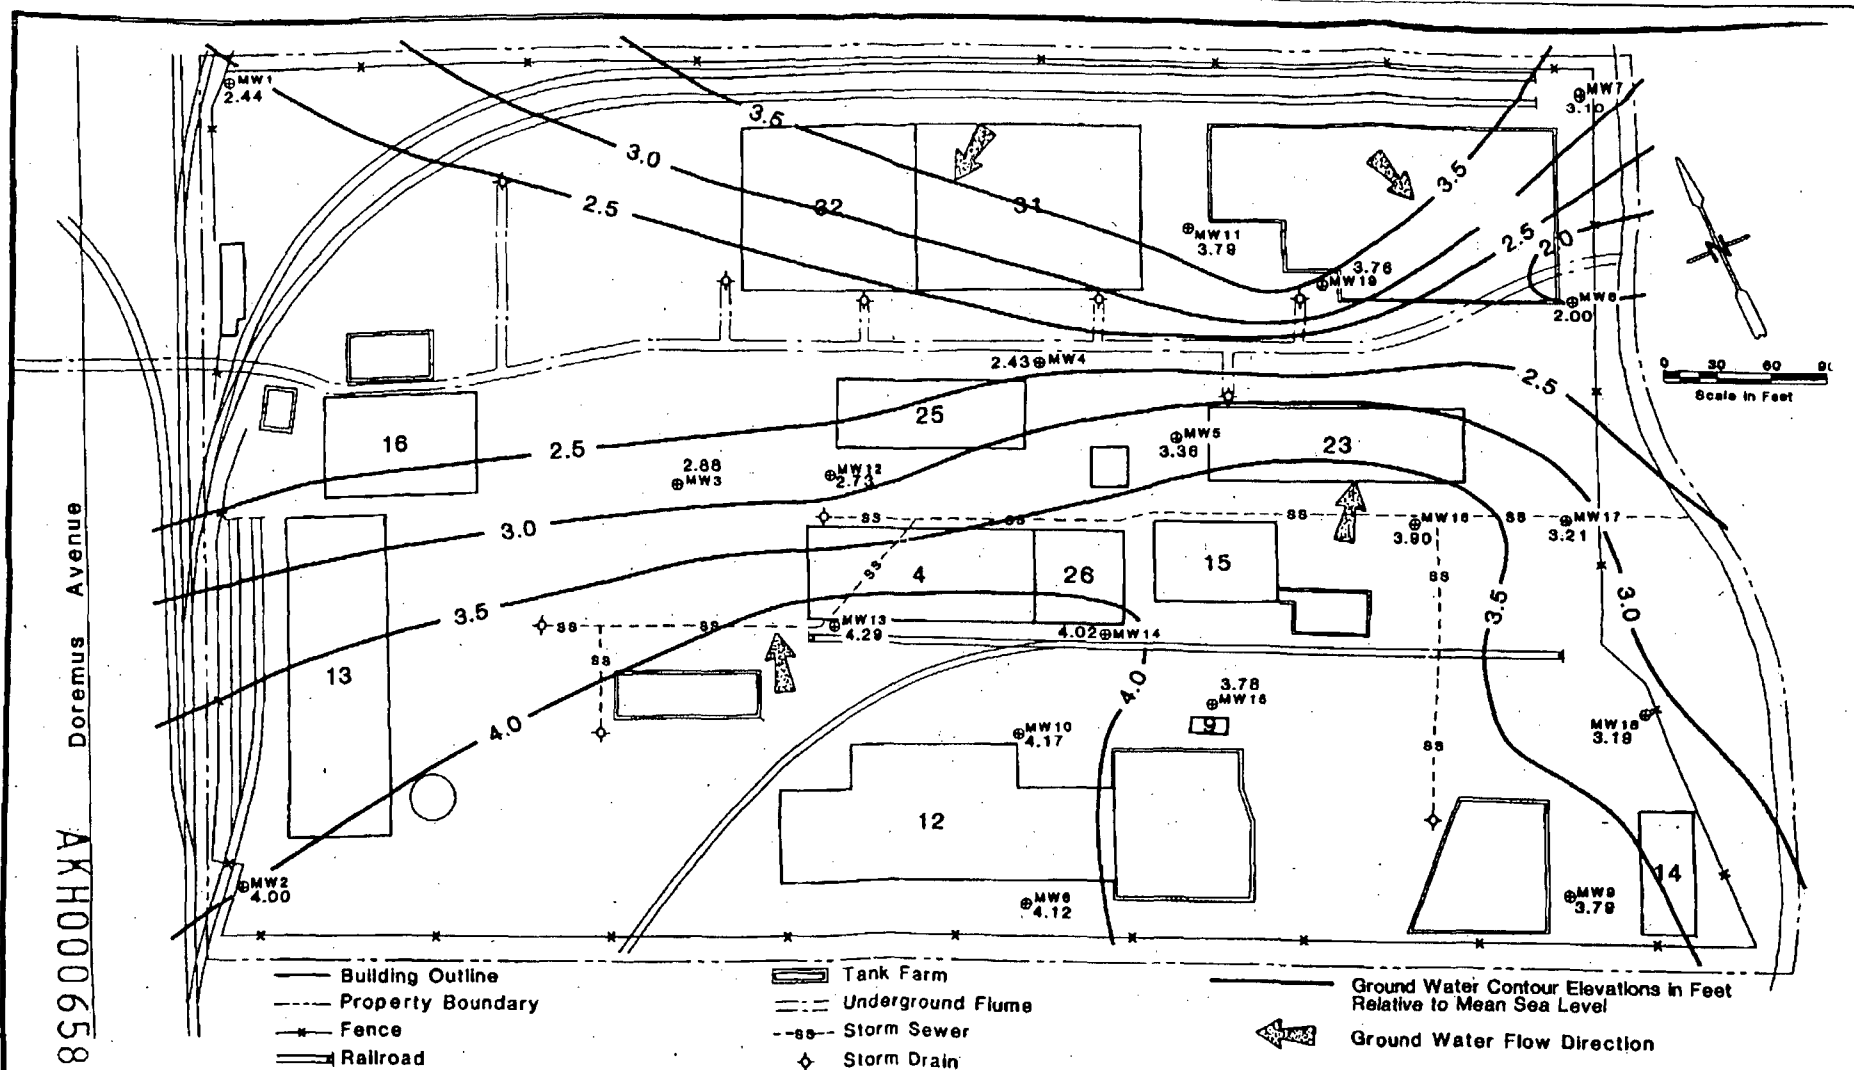 MW1
2.44
MW7
3.10
3.5
3.0
2.5
32
31
3.5
MW11
3.79
3.76
MW19
2.5
2.0
MW8
2.00
N
0 30 60
Scale in Feet
2.43 MW4
2.5
16
25
2.5
2.88
MW3
MW12
2.73
MW5
3.36
23
3.0
SS
SS
SS
SS
MW16
3.90
MW17
3.21
4
26
15
SS
SS
3.5
3.0
3.5
SS
SS
SS
MW13
4.29
4.02 MW14
13
4.0
4.0
3.78
MW15
9
MW10
4.17
MW18
3.19
SS
12
14
MW2
4.00
MW6
4.12
MW9
3.79
Doremus Avenue
AKH000658
Building Outline
Property Boundary
Fence
Railroad
Tank Farm
Underground Flume
SS Storm Sewer
Storm Drain
Ground Water Contour Elevations in Feet
Relative to Mean Sea Level
Ground Water Flow Direction